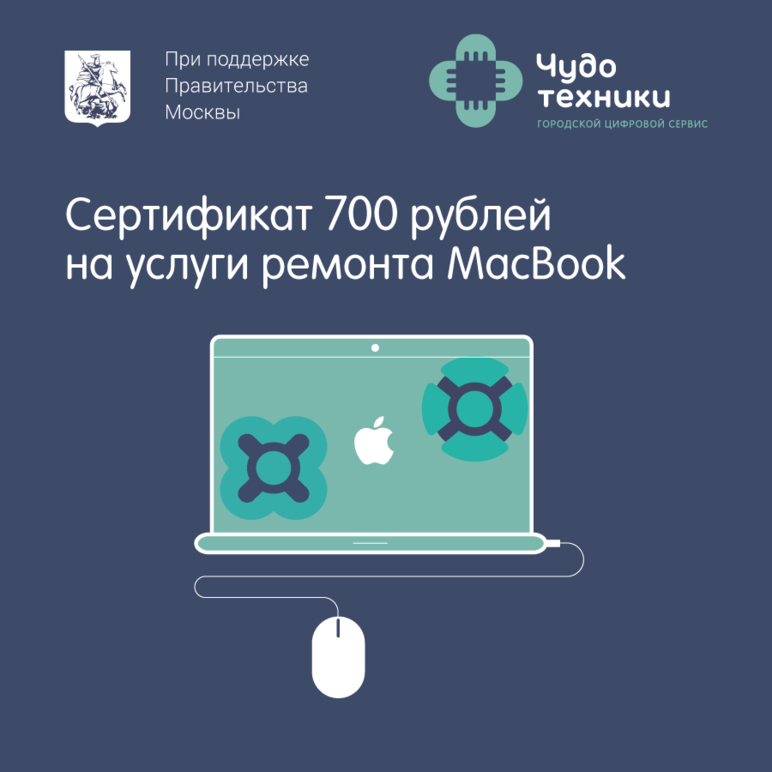 При поддержке
Правительства
Москвы
Чудо
техники
ГОРОДСКОЙ ЦИФРОВОЙ СЕРВИС
Сертификат 700 рублей
на услуги ремонта MacBook